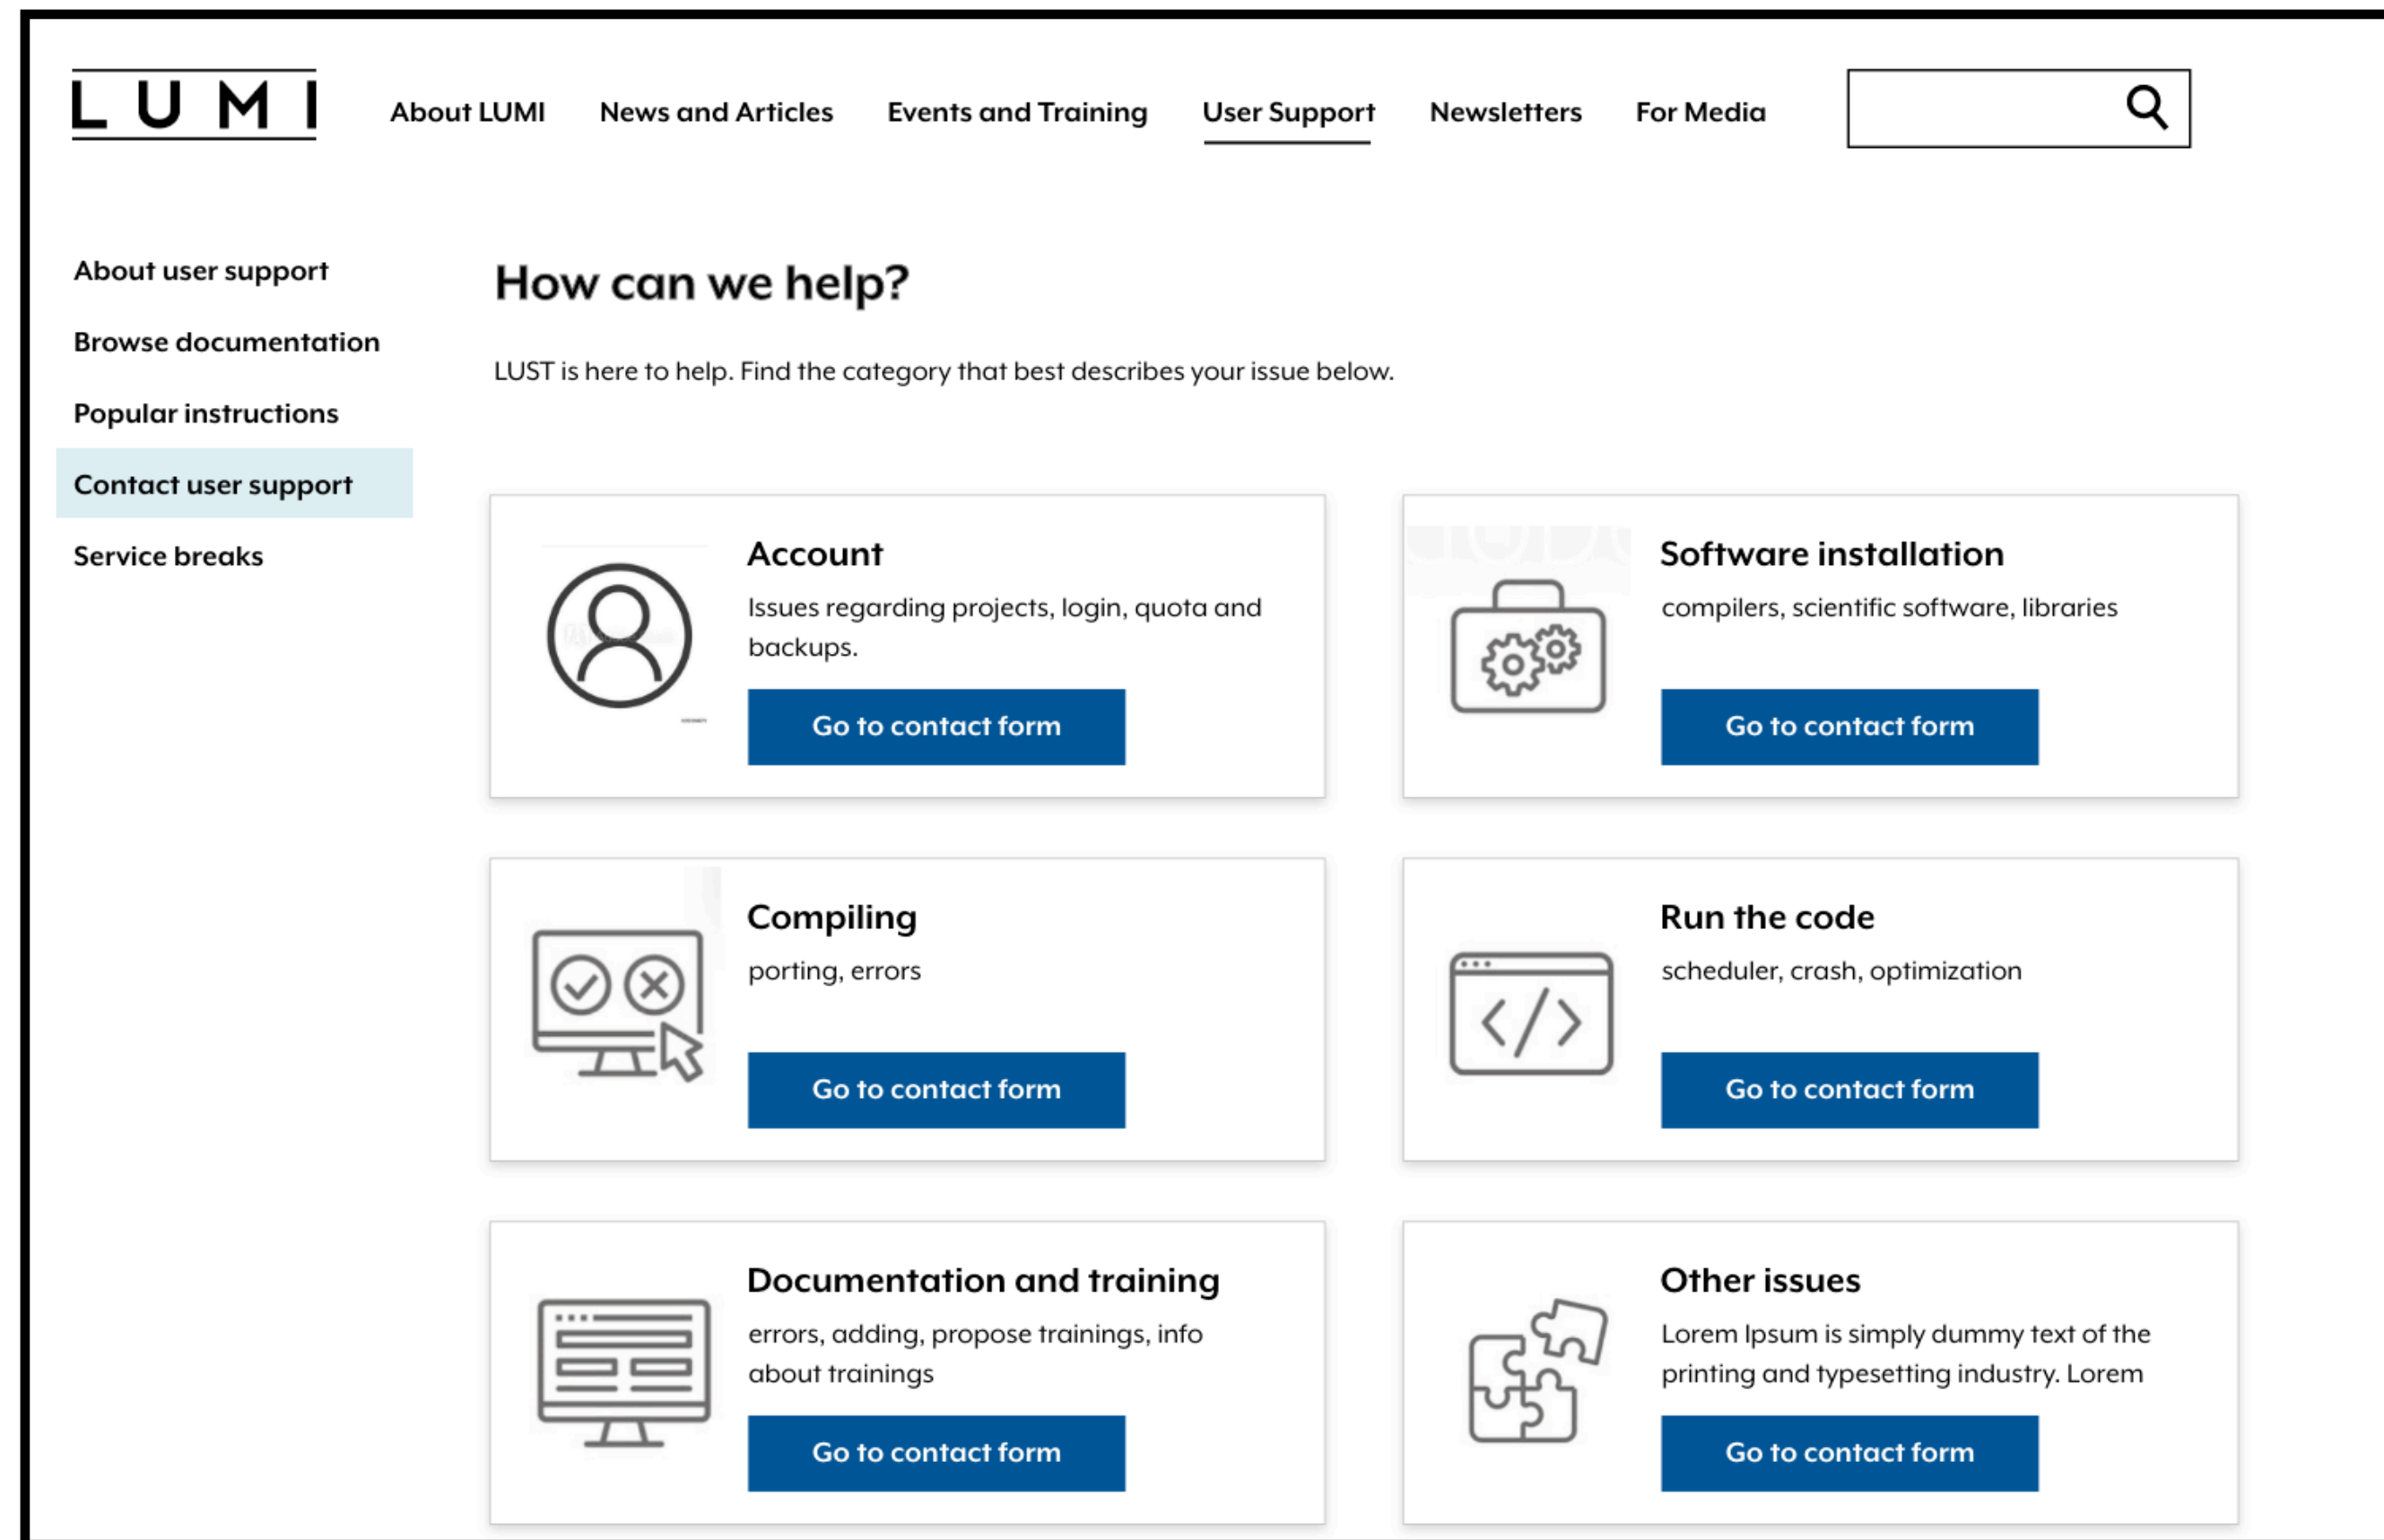 LUMI
About LUMI
News and Articles
Events and Training
User Support
Newsletters
For Media
About user support
Browse documentation
Popular instructions
Contact user support
Service breaks
How can we help?
LUST is here to help. Find the category that best describes your issue below.
Account
Issues regarding projects, login, quota and
backups.
Go to contact form
Software installation
compilers, scientific software, libraries
Go to contact form
Compiling
porting, errors
Go to contact form
Run the code
scheduler, crash, optimization
Go to contact form
Documentation and training
errors, adding, propose trainings, info
about trainings
Go to contact form
Other issues
Lorem Ipsum is simply dummy text of the
printing and typesetting industry. Lorem
Go to contact form